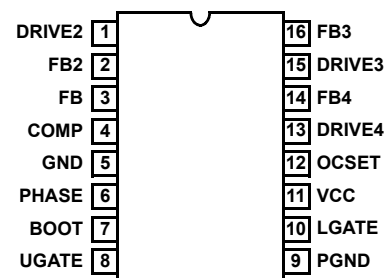 DRIVE2 1 16 FB3
FB2 2 15 DRIVE3
FB 3 14 FB4
COMP 4 13 DRIVE4
GND 5 12 OCSET
PHASE 6 11 VCC
BOOT 7 10 LGATE
UGATE 8 9 PGND